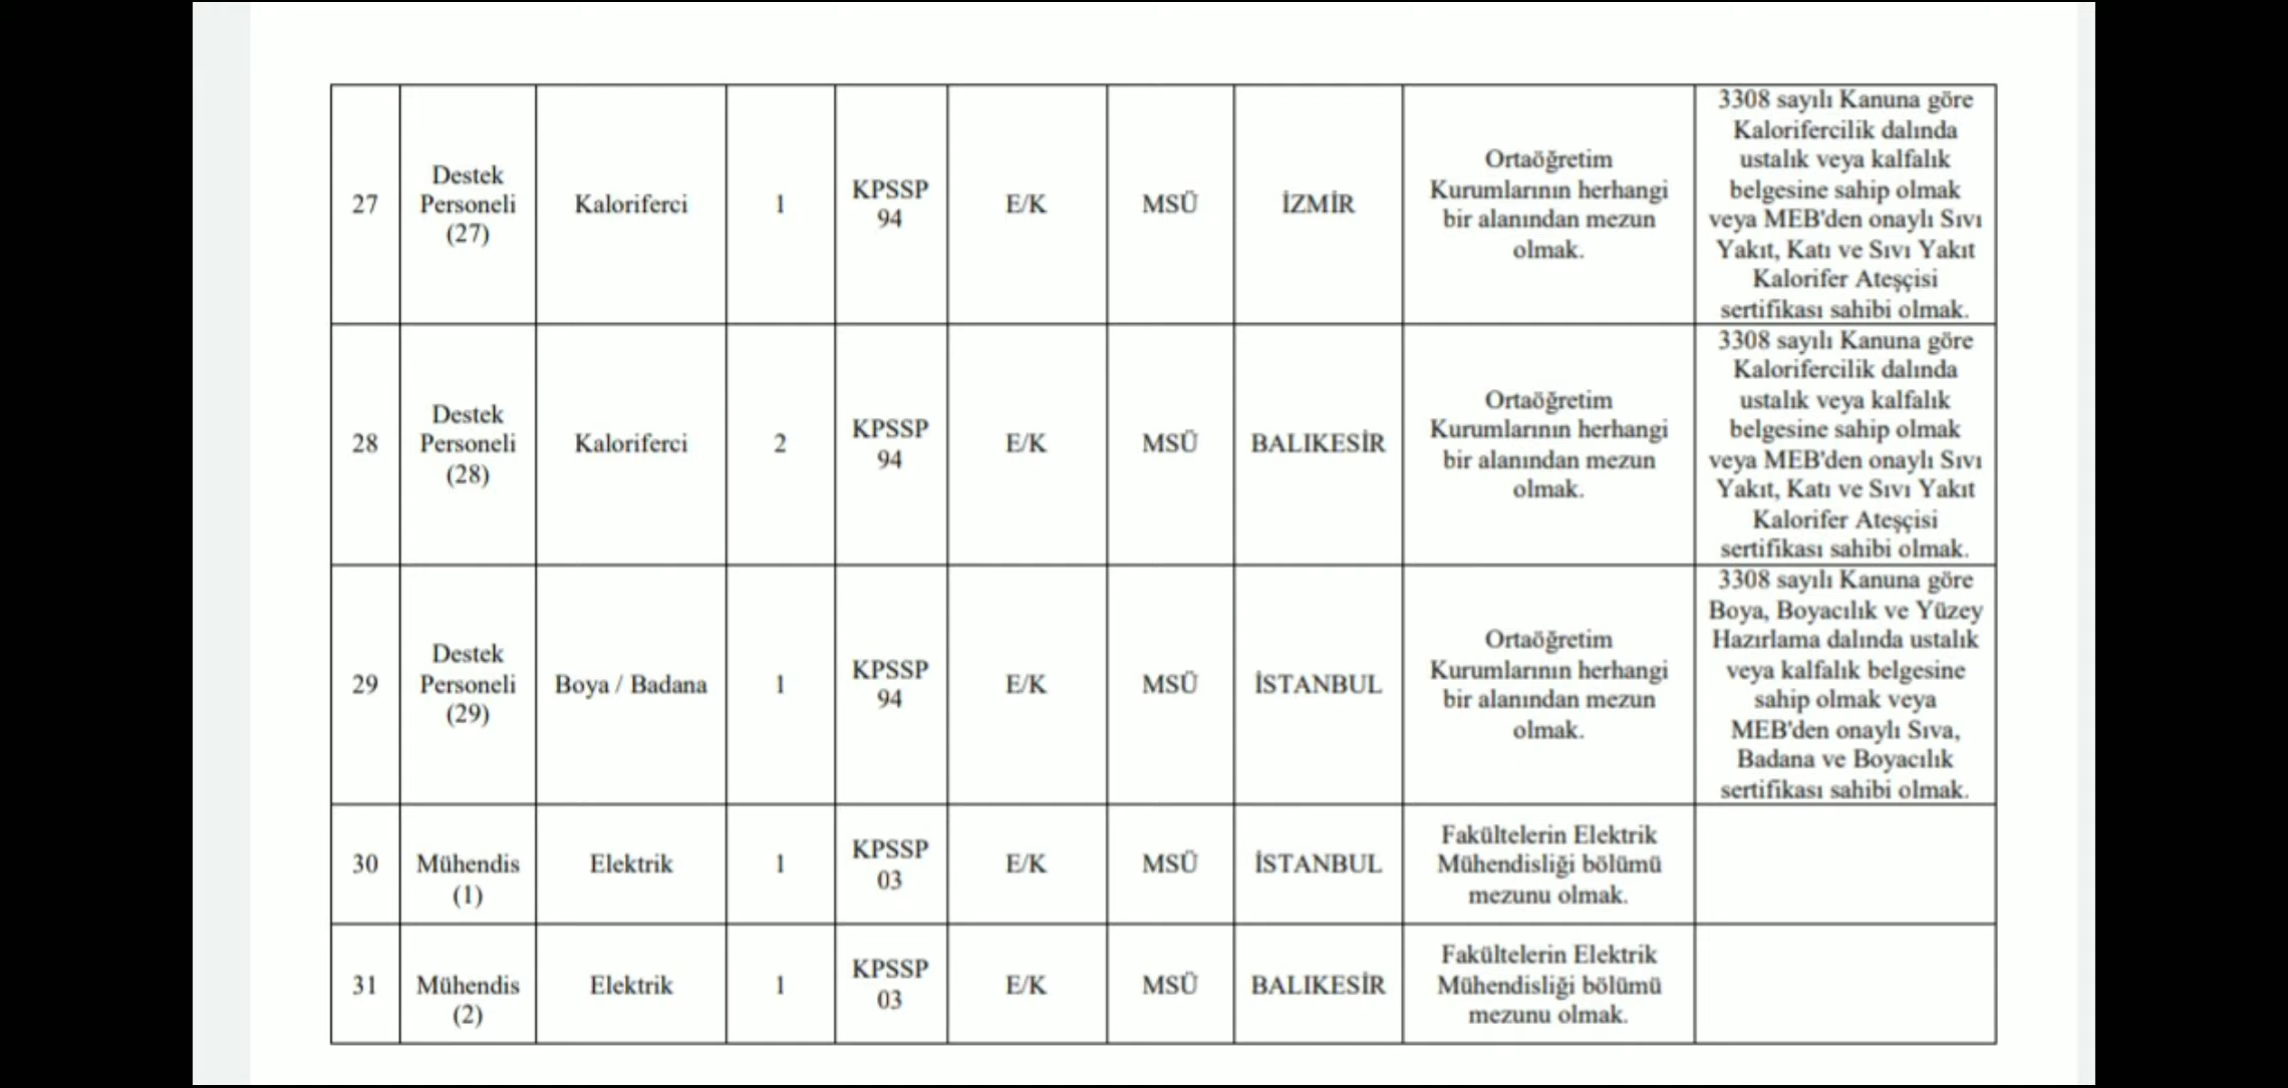 27
Destek
Personeli
(27)
Kaloriferci
1
KPSSP
94
E/K
MSÜ
İZMİR
Ortaöğretim
Kurumlarının herhangi
bir alanından mezun
olmak.
3308 sayılı Kanuna göre
Kalorifercilik dalında
ustalık veya kalfalık
belgesine sahip olmak
veya MEB'den onaylı Sıvı
Yakıt, Katı ve Sıvı Yakıt
Kalorifer Ateşçisi
sertifikası sahibi olmak.
28
Destek
Personeli
(28)
Kaloriferci
2
KPSSP
94
E/K
MSÜ
BALIKESİR
Ortaöğretim
Kurumlarının herhangi
bir alanından mezun
olmak.
3308 sayılı Kanuna göre
Kalorifercilik dalında
ustalık veya kalfalık
belgesine sahip olmak
veya MEB'den onaylı Sıvı
Yakıt, Katı ve Sıvı Yakıt
Kalorifer Ateşçisi
sertifikası sahibi olmak.
29
Destek
Personeli
(29)
Boya / Badana
1
KPSSP
94
E/K
MSÜ
İSTANBUL
Ortaöğretim
Kurumlarının herhangi
bir alanından mezun
olmak.
3308 sayılı Kanuna göre
Boya, Boyacılık ve Yüzey
Hazırlama dalında ustalık
veya kalfalık belgesine
sahip olmak veya
MEB'den onaylı Sıva,
Badana ve Boyacılık
sertifikası sahibi olmak.
30
Mühendis
(1)
Elektrik
1
KPSSP
03
E/K
MSÜ
İSTANBUL
Fakültelerin Elektrik
Mühendisliği bölümü
mezunu olmak.
31
Mühendis
(2)
Elektrik
1
KPSSP
03
E/K
MSÜ
BALIKESİR
Fakültelerin Elektrik
Mühendisliği bölümü
mezunu olmak.